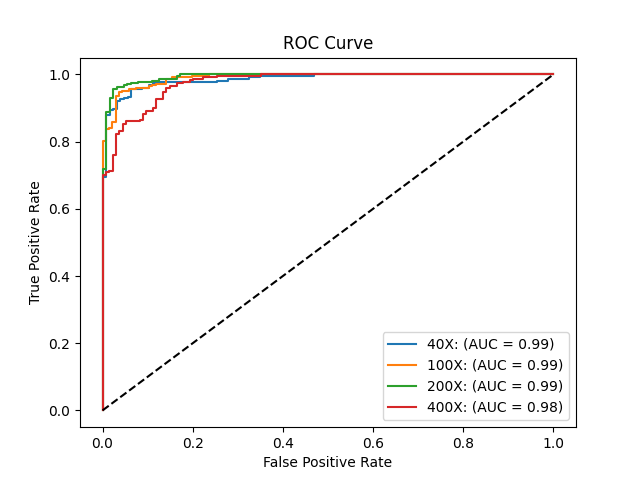 ROC Curve
True Positive Rate
1.0
0.8
0.6
0.4
0.2
0.0
40X: (AUC = 0.99)
100X: (AUC = 0.99)
200X: (AUC = 0.99)
400X: (AUC = 0.98)
0.0 0.2 0.4 0.6 0.8 1.0
False Positive Rate